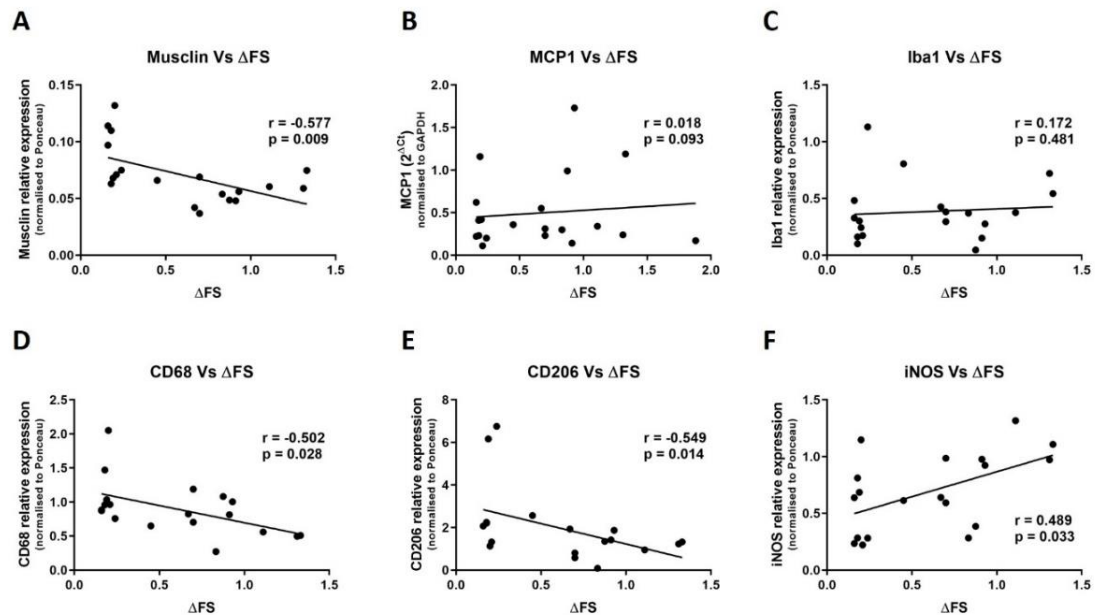 A
Musclin Vs ΔFS
Musclin relative expression
(normalised to Ponceau)
0.15
0.10
0.05
0.00
r = -0.577
p = 0.009
0.0 0.5 1.0 1.5
ΔFS
B
MCP1 Vs ΔFS
MCP1 (2^ΔCt)
normalised to GAPDH
2.0
1.5
1.0
0.5
0.0
r = 0.018
p = 0.093
0.0 0.5 1.0 1.5 2.0
ΔFS
C
Iba1 Vs ΔFS
Iba1 relative expression
(normalised to Ponceau)
1.5
1.0
0.5
0.0
r = 0.172
p = 0.481
0.0 0.5 1.0 1.5
ΔFS
D
CD68 Vs ΔFS
CD68 relative expression
(normalised to Ponceau)
2.5
2.0
1.5
1.0
0.5
0.0
r = -0.502
p = 0.028
0.0 0.5 1.0 1.5
ΔFS
E
CD206 Vs ΔFS
CD206 relative expression
(normalised to Ponceau)
8
6
4
2
0
r = -0.549
p = 0.014
0.0 0.5 1.0 1.5
ΔFS
F
iNOS Vs ΔFS
iNOS relative expression
(normalised to Ponceau)
1.5
1.0
0.5
0.0
r = 0.489
p = 0.033
0.0 0.5 1.0 1.5
ΔFS